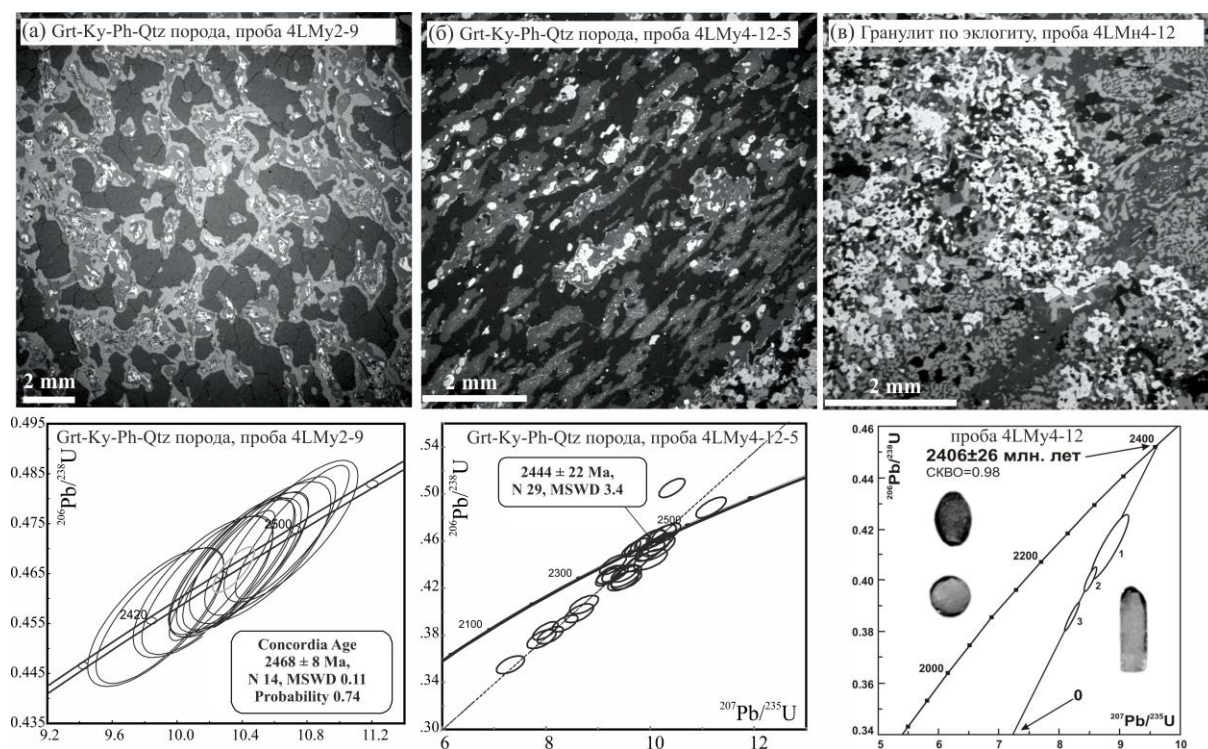 (а) Grt-Ky-Ph-Qtz порода, проба 4LMy2-9
(б) Grt-Ky-Ph-Qtz порода, проба 4LMy4-12-5
(в) Гранулит по эклогиту, проба 4LMн4-12
2 mm
2 mm
2 mm
Grt-Ky-Ph-Qtz порода, проба 4LMy2-9
0.495
0.485
0.475
0.465
0.455
0.445
0.435
²⁰⁶Pb/²³⁸U
2500
2420
Concordia Age
2468 ± 8 Ma,
N 14, MSWD 0.11
Probability 0.74
9.2
9.6
10.0
10.4
10.8
11.2
Grt-Ky-Ph-Qtz порода, проба 4LMy4-12-5
.54
.50
.46
.42
.38
.34
.30
²⁰⁶Pb/²³⁸U
2444 ± 22 Ma,
N 29, MSWD 3.4
2500
2300
2100
²⁰⁷Pb/²³⁵U
6
8
10
12
проба 4LMy4-12
2406±26 млн. лет
СКВО=0.98
0.46
0.44
0.42
0.40
0.38
0.36
0.34
²⁰⁶Pb/²³⁸U
2400
2200
2000
1
2
3
0
²⁰⁷Pb/²³⁵U
5
6
7
8
9
10